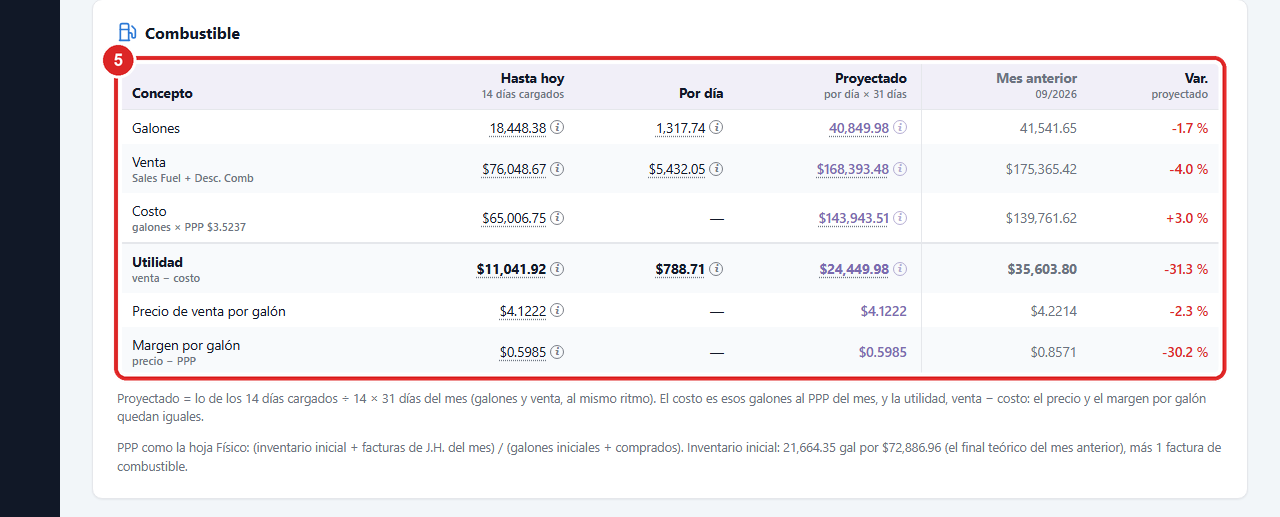 Combustible
5
Concepto Hasta hoy 14 días cargados Por día Proyectado por día × 31 días Mes anterior 09/2026 Var. proyectado
Galones 18,448.38 1,317.74 40,849.98 41,541.65 -1.7 %
Venta $76,048.67 $5,432.05 $168,393.48 $175,365.42 -4.0 %
Sales Fuel + Desc. Comb
Costo $65,006.75 — $143,943.51 $139,761.62 +3.0 %
galones × PPP $3.5237
Utilidad $11,041.92 $788.71 $24,449.98 $35,603.80 -31.3 %
venta − costo
Precio de venta por galón $4.1222 — $4.1222 $4.2214 -2.3 %
Margen por galón $0.5985 — $0.5985 $0.8571 -30.2 %
precio − PPP
Proyectado = lo de los 14 días cargados ÷ 14 × 31 días del mes (galones y venta, al mismo ritmo). El costo es esos galones al PPP del mes, y la utilidad, venta − costo: el precio y el margen por galón
quedan iguales.
PPP como la hoja Físico: (inventario inicial + facturas de J.H. del mes) / (galones iniciales + comprados). Inventario inicial: 21,664.35 gal por $72,886.96 (el final teórico del mes anterior), más 1 factura de
combustible.